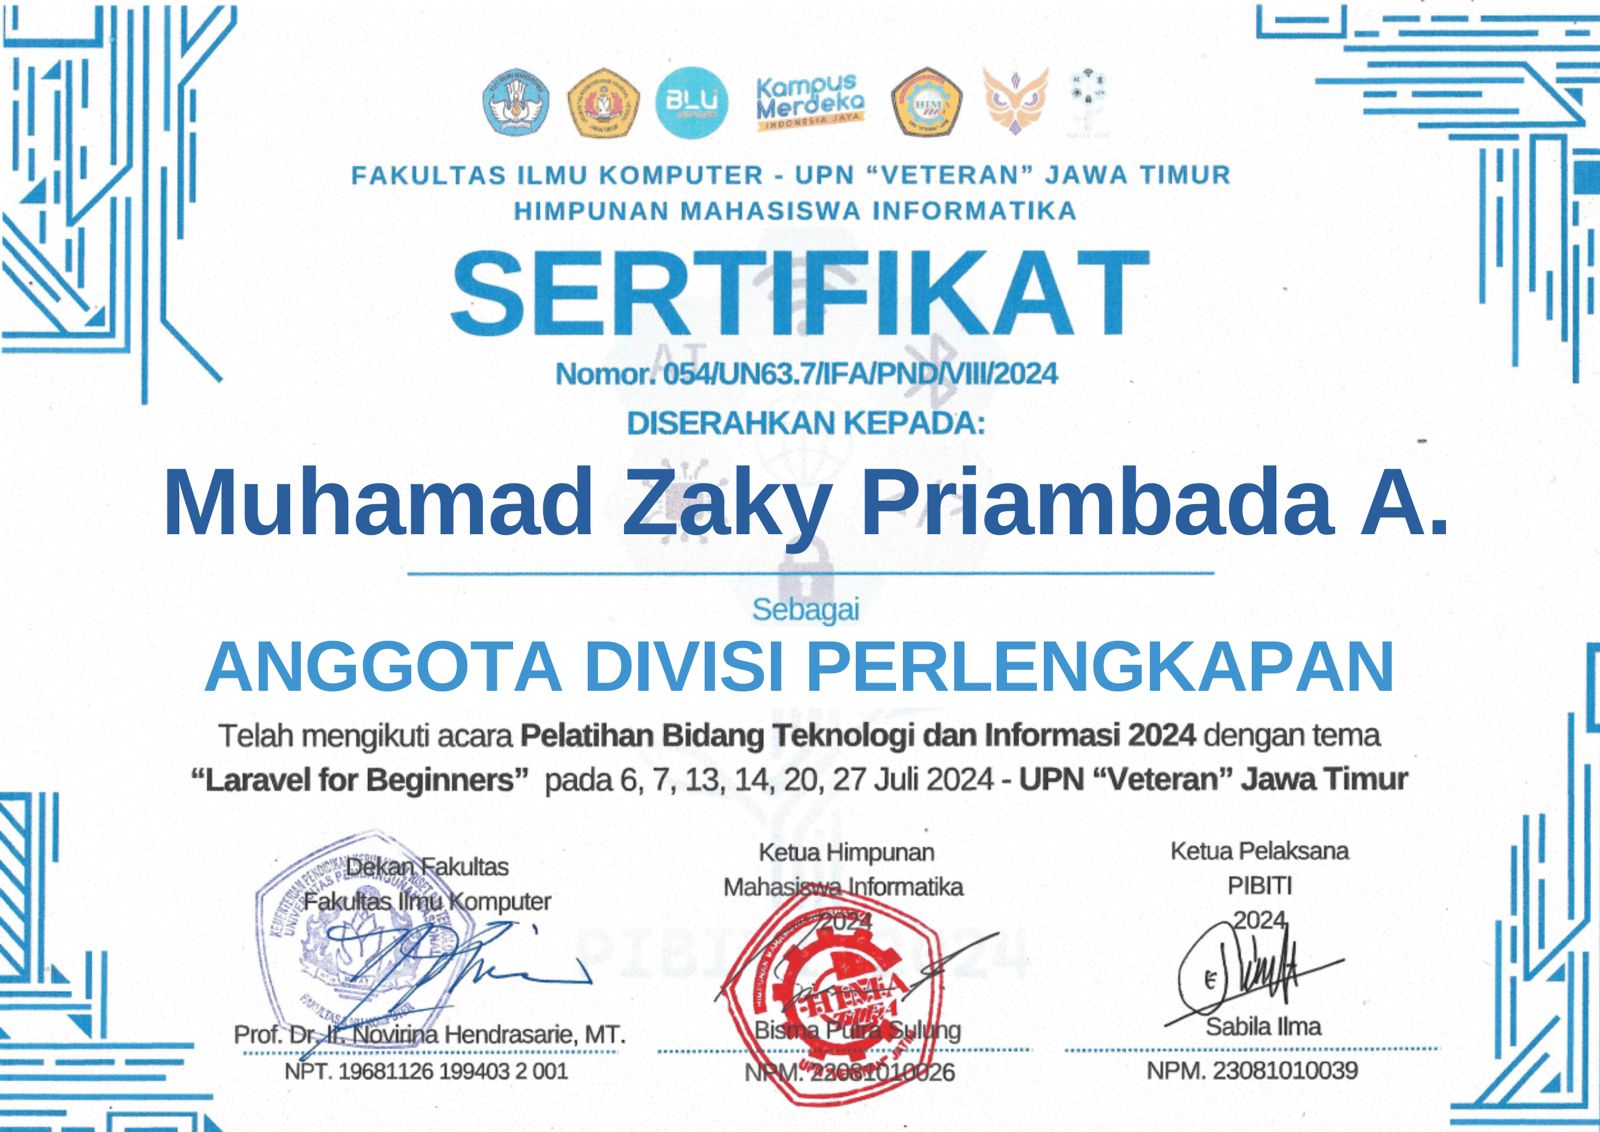 BLU
Kampus
Merdeka
INDONESIA JAYA
HIMA
FAKULTAS ILMU KOMPUTER - UPN “VETERAN” JAWA TIMUR
HIMPUNAN MAHASISWA INFORMATIKA
SERTIFIKAT
Nomor. 054/UN63.7/IFA/PND/VIII/2024
DISERAHKAN KEPADA:
Muhamad Zaky Priambada A.
Sebagai
ANGGOTA DIVISI PERLENGKAPAN
Telah mengikuti acara Pelatihan Bidang Teknologi dan Informasi 2024 dengan tema
“Laravel for Beginners” pada 6, 7, 13, 14, 20, 27 Juli 2024 - UPN “Veteran” Jawa Timur
Dekan Fakultas
Fakultas Ilmu Komputer
Prof. Dr. Ir. Novirina Hendrasarie, MT.
NPT. 19681126 199403 2 001
Ketua Himpunan
Mahasiswa Informatika
2024
Bisma Putra Sulung
NPM. 22081010026
Ketua Pelaksana
PIBITI
2024
Sabila Ilma
NPM. 23081010039